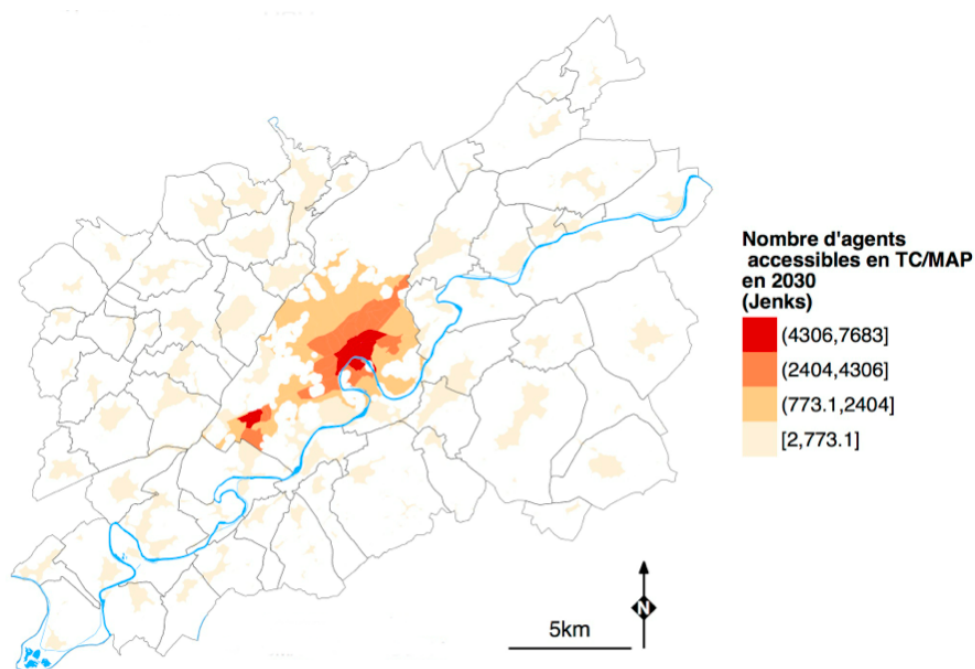 Nombre d'agents
accessibles en TC/MAP
en 2030
(Jenks)
(4306,7683]
(2404,4306]
(773.1,2404]
[2,773.1]
5km
N